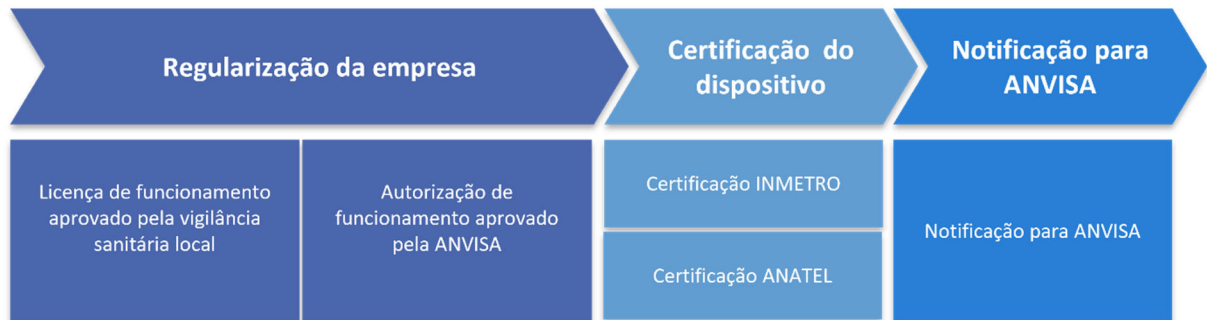 Regularização da empresa
Certificação do
dispositivo
Notificação para
ANVISA
Licença de funcionamento
aprovado pela vigilância
sanitária local
Autorização de
funcionamento aprovado
pela ANVISA
Certificação INMETRO
Certificação ANATEL
Notificação para ANVISA